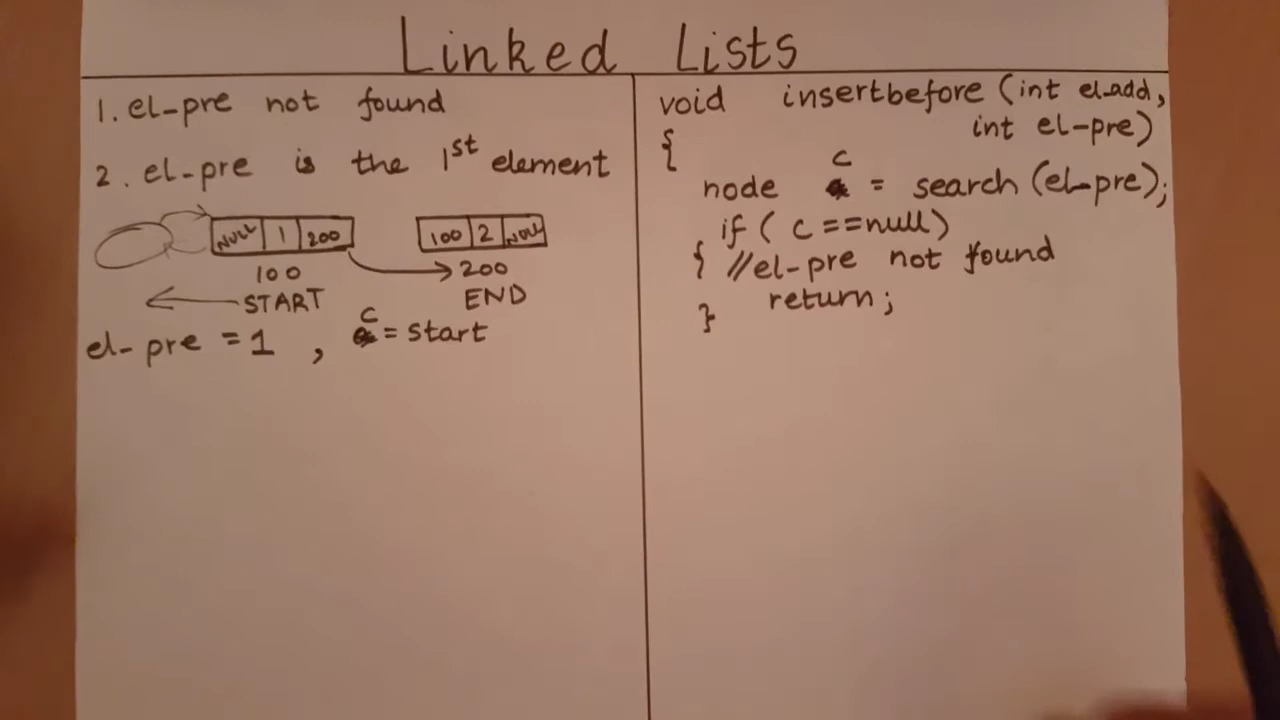 Linked Lists
1. el-pre not found
2. el-pre is the 1st element
NULL 1 200
100 2 NULL
100
200
START
END
el-pre = 1 , c = start
void insertbefore (int el-add,
int el-pre)
{
node c = search (el-pre);
if ( c == null)
{ //el-pre not found
return;
}